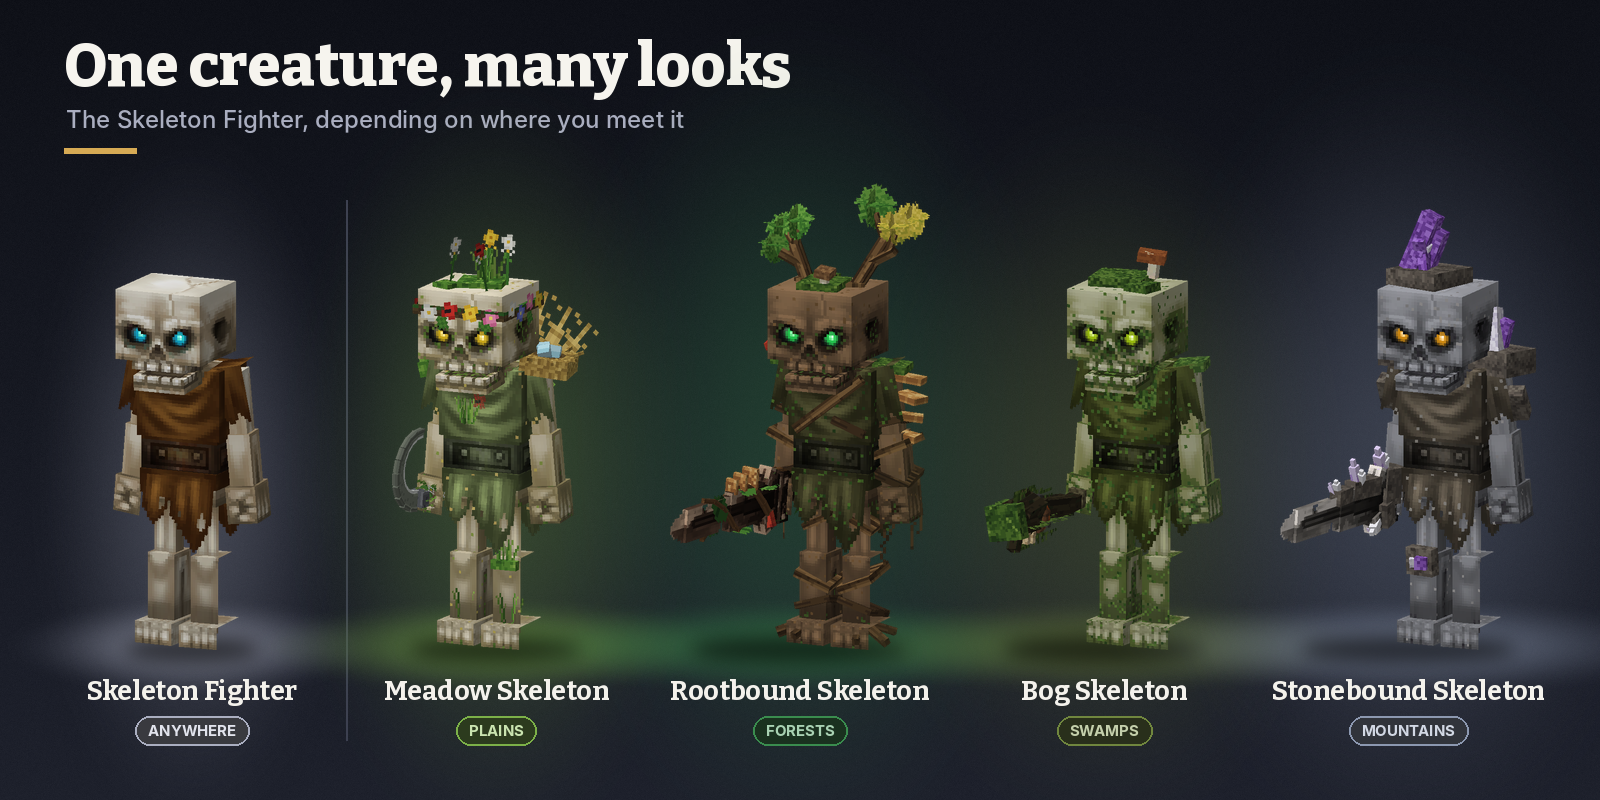 One creature, many looks
The Skeleton Fighter, depending on where you meet it
Skeleton Fighter
ANYWHERE
Meadow Skeleton
PLAINS
Rootbound Skeleton
FORESTS
Bog Skeleton
SWAMPS
Stonebound Skeleton
MOUNTAINS